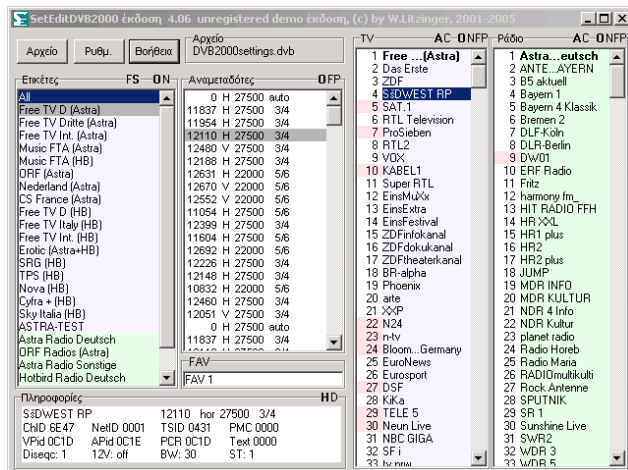 SetEditDVB2000 έκδοση 4.06 unregistered demo έκδοση, (c) by W.Litzinger, 2001-2005
Αρχείο
Ρυθμ.
Βοήθεια
Αρχείο
DVB2000settings.dvb
Ετικέτες FS ON
All
Free TV D (Astra)
Free TV Dritte (Astra)
Free TV Int. (Astra)
Music FTA (Astra)
Music FTA (HB)
ORF (Astra)
Nederland (Astra)
CS France (Astra)
Free TV D (HB)
Free TV Italy (HB)
Free TV Int. (HB)
Erotic (Astra+HB)
SRG (HB)
TPS (HB)
Nova (HB)
Cyfra + (HB)
Sky Italia (HB)
ASTRA-TEST
Astra Radio Deutsch
ORF Radios (Astra)
Astra Radio Sonstige
Hotbird Radio Deutsch
Αναμεταδότες OFP
0 H 27500 auto
11837 H 27500 3/4
11954 H 27500 3/4
12110 H 27500 3/4
12480 V 27500 3/4
12188 H 27500 3/4
12631 H 22000 5/6
12670 V 22000 5/6
12552 V 22000 5/6
11054 H 27500 5/6
12399 H 27500 3/4
11604 H 27500 5/6
12692 H 22000 5/6
12226 H 27500 3/4
12148 H 27500 3/4
10832 H 22000 5/6
12460 H 27500 3/4
12051 V 27500 3/4
0 H 27500 auto
11837 H 27500 3/4
FAV
FAV 1
Πληροφορίες HD
SšDWEST RP 12110 hor 27500 3/4
ChID 6E47 NetID 0001 TSID 0431 PMC 0000
VPid 0C1D APid 0C1E PCR 0C1D Text 0000
Diseqc: 1 12V: off BW: 30 ST: 1
TV AC-ONFP
1 Free ...(Astra)
2 Das Erste
3 ZDF
4 SšDWEST RP
5 SAT.1
6 RTL Television
7 ProSieben
8 RTL2
9 VOX
10 KABEL1
11 Super RTL
12 EinsMuXx
13 EinsExtra
14 EinsFestival
15 ZDFinfokanal
16 ZDFdokukanal
17 ZDFtheaterkanal
18 BR-alpha
19 Phoenix
20 arte
21 XXP
22 N24
23 n-tv
24 Bloom...Germany
25 EuroNews
26 Eurosport
27 DSF
28 KiKa
29 TELE 5
30 Neun Live
31 NBC GIGA
32 SF i
33 tv.nrw
Ράδιο AC-ONFP
1 Astra...eutsch
2 ANTE...AYERN
3 B5 aktuell
4 Bayern 1
5 Bayern 4 Klassik
6 Bremen 2
7 DLF-Köln
8 DLR-Berlin
9 DW01
10 ERF Radio
11 Fritz
12 harmony fm_
13 HIT RADIO FFH
14 HR XXL
15 HR1 plus
16 HR2
17 HR2 plus
18 JUMP
19 MDR INFO
20 MDR KULTUR
21 NDR 4 Info
22 NDR Kultur
23 planet radio
24 Radio Horeb
25 Radio Maria
26 RADIOmultikulti
27 Rock Antenne
28 SPUTNIK
29 SR 1
30 Sunshine Live
31 SWR2
32 WDR 3
33 WDR 5